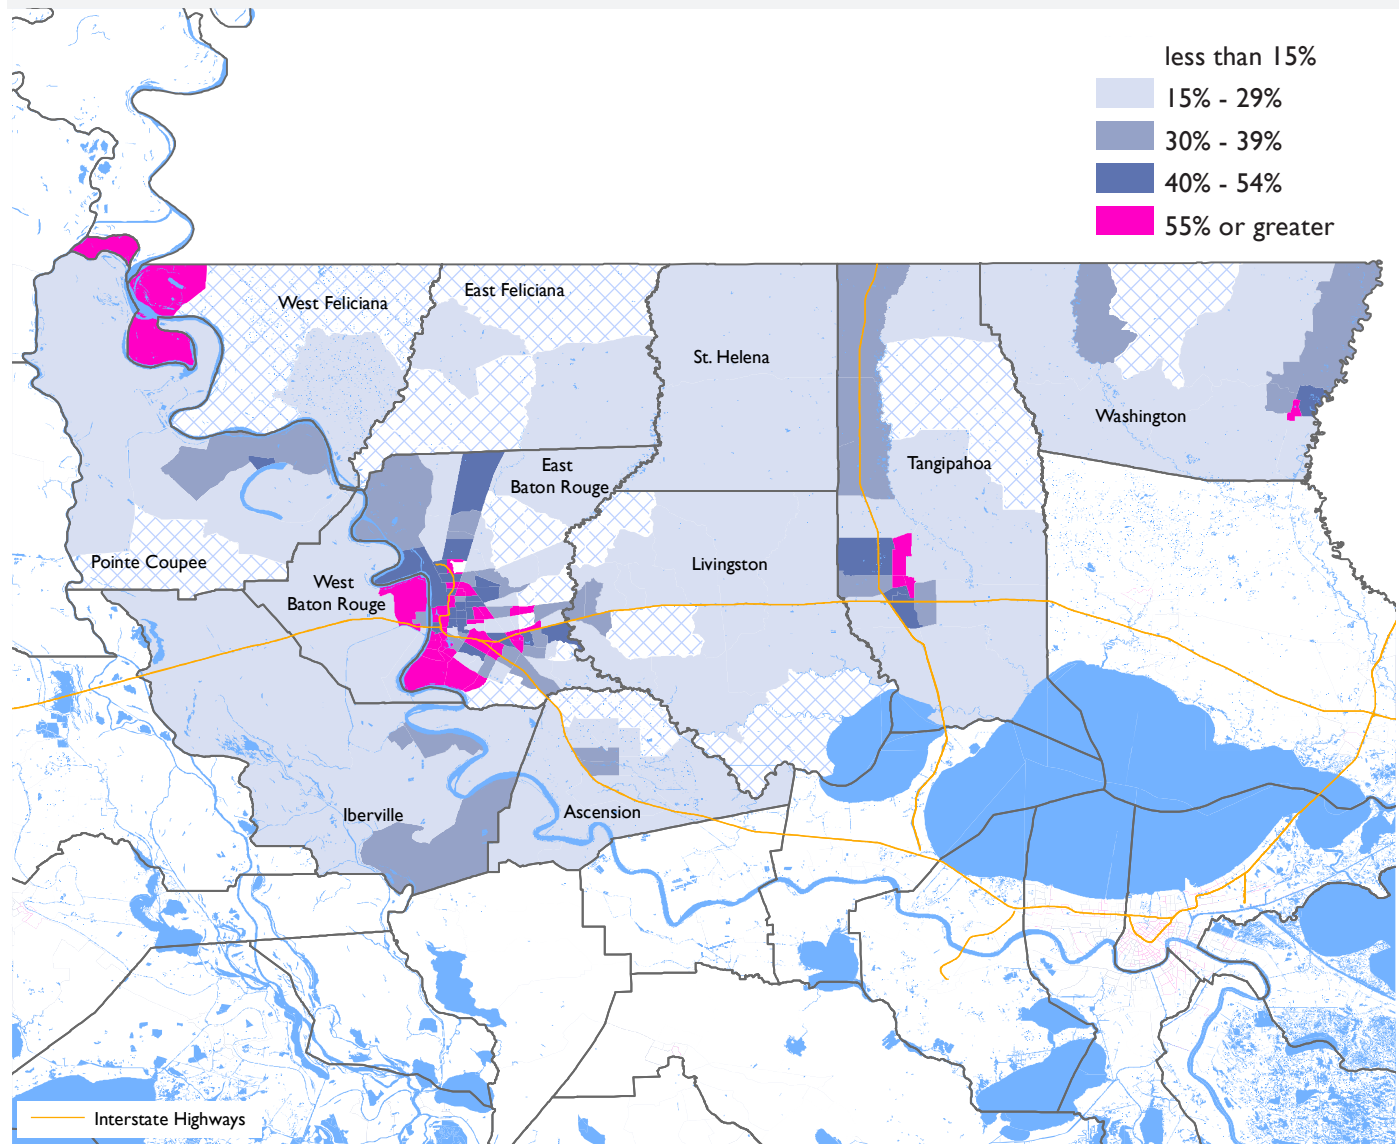 less than 15%
15% - 29%
30% - 39%
40% - 54%
55% or greater
West Feliciana
East Feliciana
St. Helena
Washington
Tangipahoa
East
Baton Rouge
Pointe Coupee
West
Baton Rouge
Livingston
Iberville
Ascension
Interstate Highways